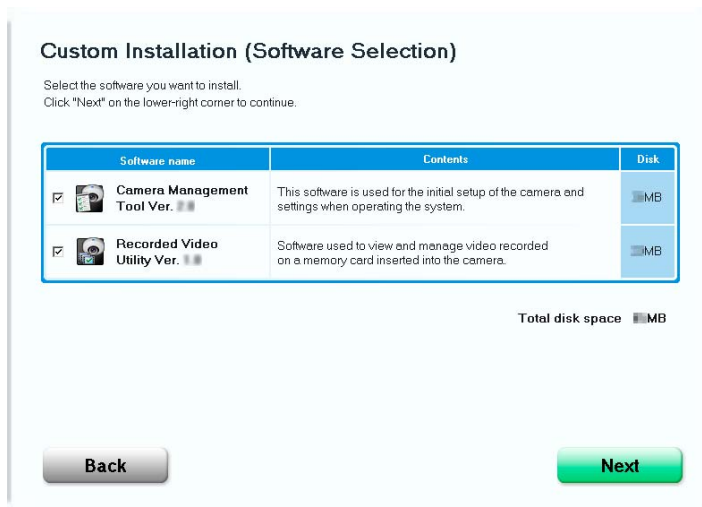 Custom Installation (Software Selection)
Select the software you want to install.
Click "Next" on the lower-right corner to continue.
Software name Contents Disk
Camera Management
Tool Ver.
This software is used for the initial setup of the camera and
settings when operating the system.
MB
Recorded Video
Utility Ver.
Software used to view and manage video recorded
on a memory card inserted into the camera.
MB
Total disk space MB
Back Next